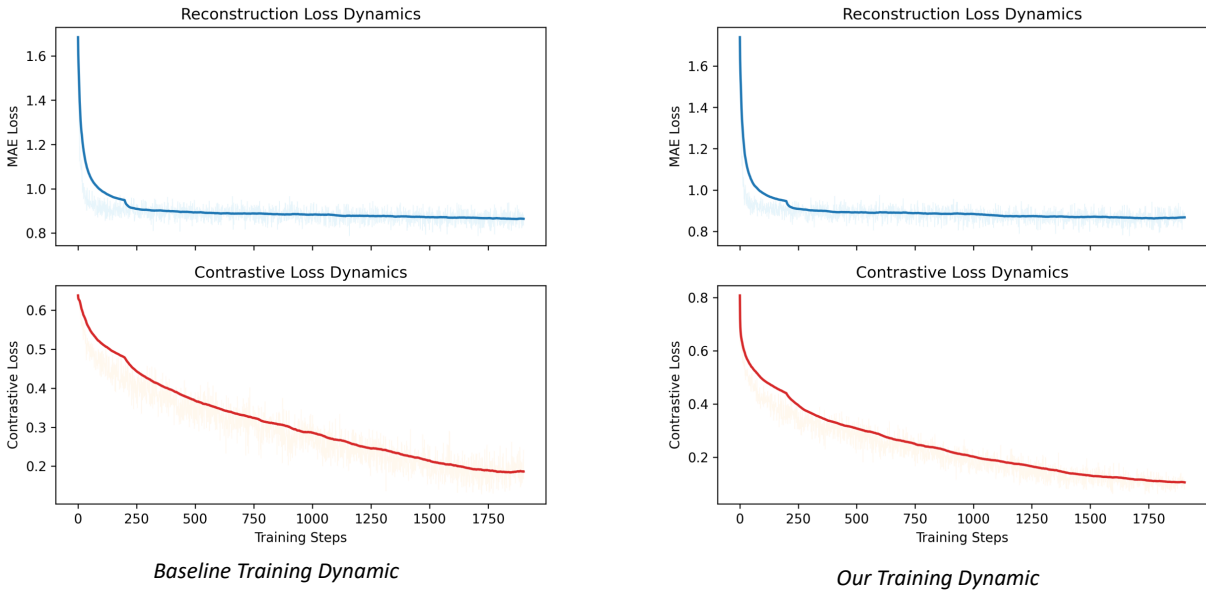 Reconstruction Loss Dynamics
MAE Loss
1.6
1.4
1.2
1.0
0.8
Contrastive Loss Dynamics
Contrastive Loss
0.6
0.5
0.4
0.3
0.2
0 250 500 750 1000 1250 1500 1750
Training Steps
Baseline Training Dynamic
Reconstruction Loss Dynamics
MAE Loss
1.6
1.4
1.2
1.0
0.8
Contrastive Loss Dynamics
Contrastive Loss
0.8
0.6
0.4
0.2
0 250 500 750 1000 1250 1500 1750
Training Steps
Our Training Dynamic